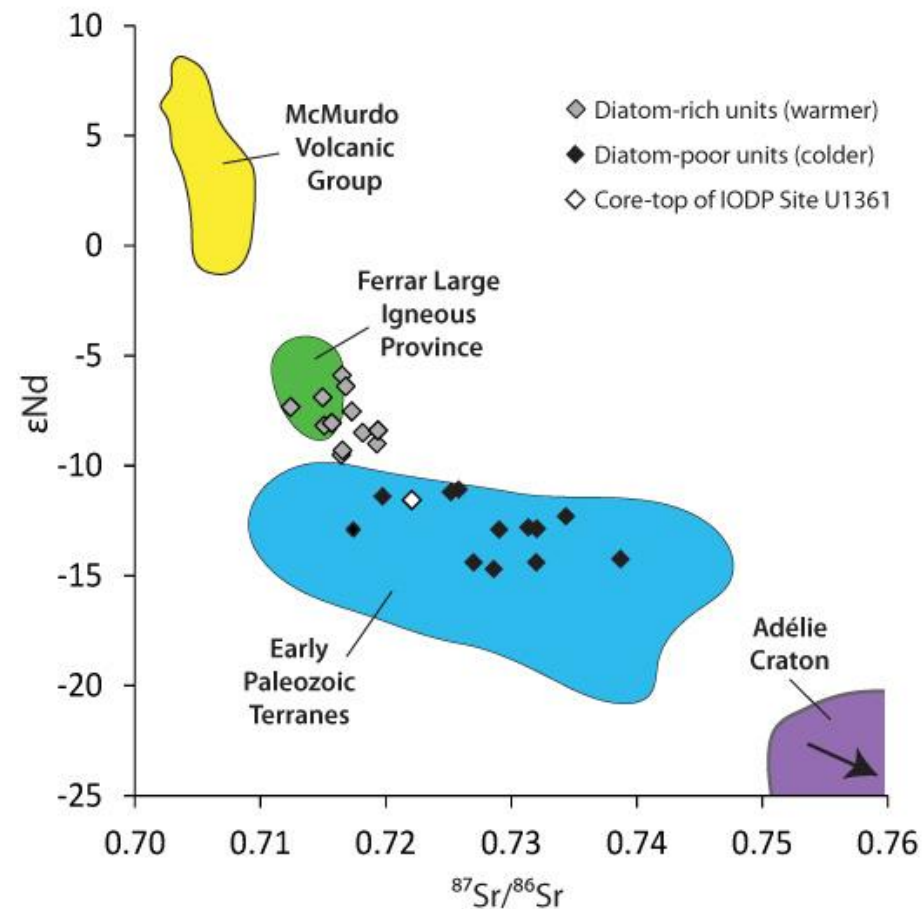 10
5
0
-5
-10
-15
-20
-25
εNd
0.70
0.71
0.72
0.73
0.74
0.75
0.76
⁸⁷Sr/⁸⁶Sr
McMurdo
Volcanic
Group
Diatom-rich units (warmer)
Diatom-poor units (colder)
Core-top of IODP Site U1361
Ferrar Large
Igneous
Province
Early
Paleozoic
Terranes
Adélie
Craton